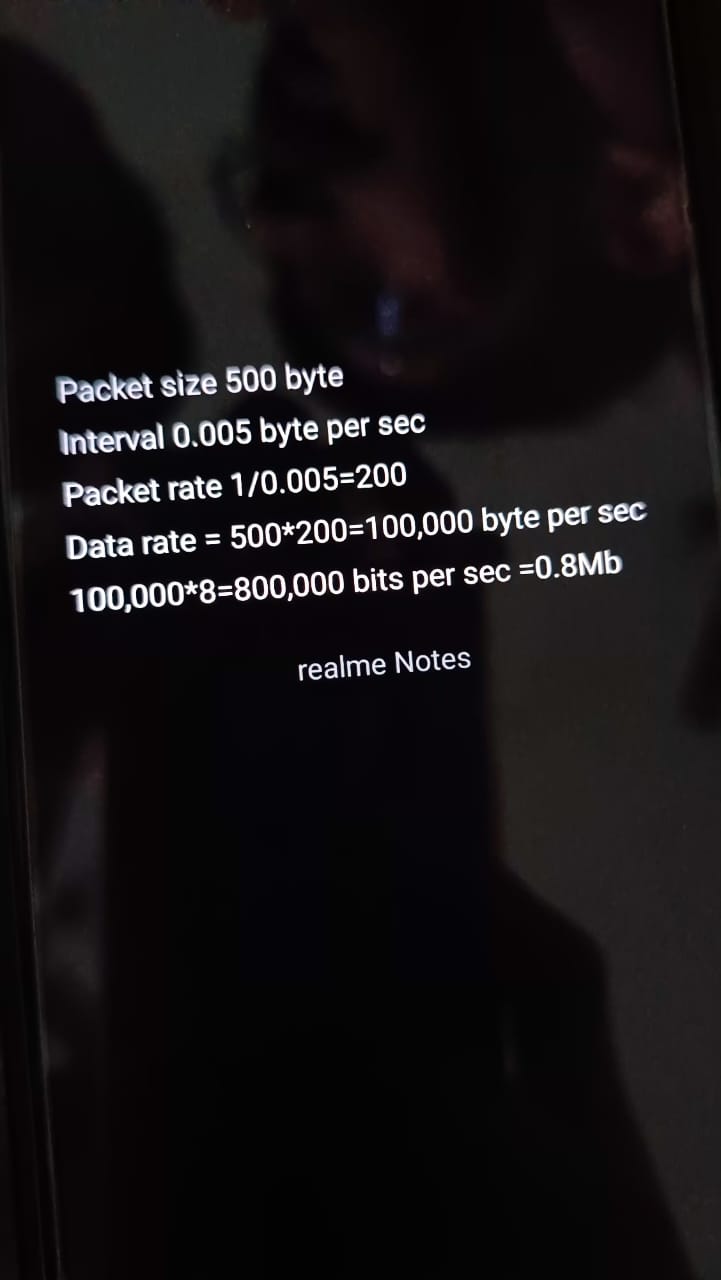 Packet size 500 byte
Interval 0.005 byte per sec
Packet rate 1/0.005=200
Data rate = 500*200=100,000 byte per sec
100,000*8=800,000 bits per sec =0.8Mb
realme Notes